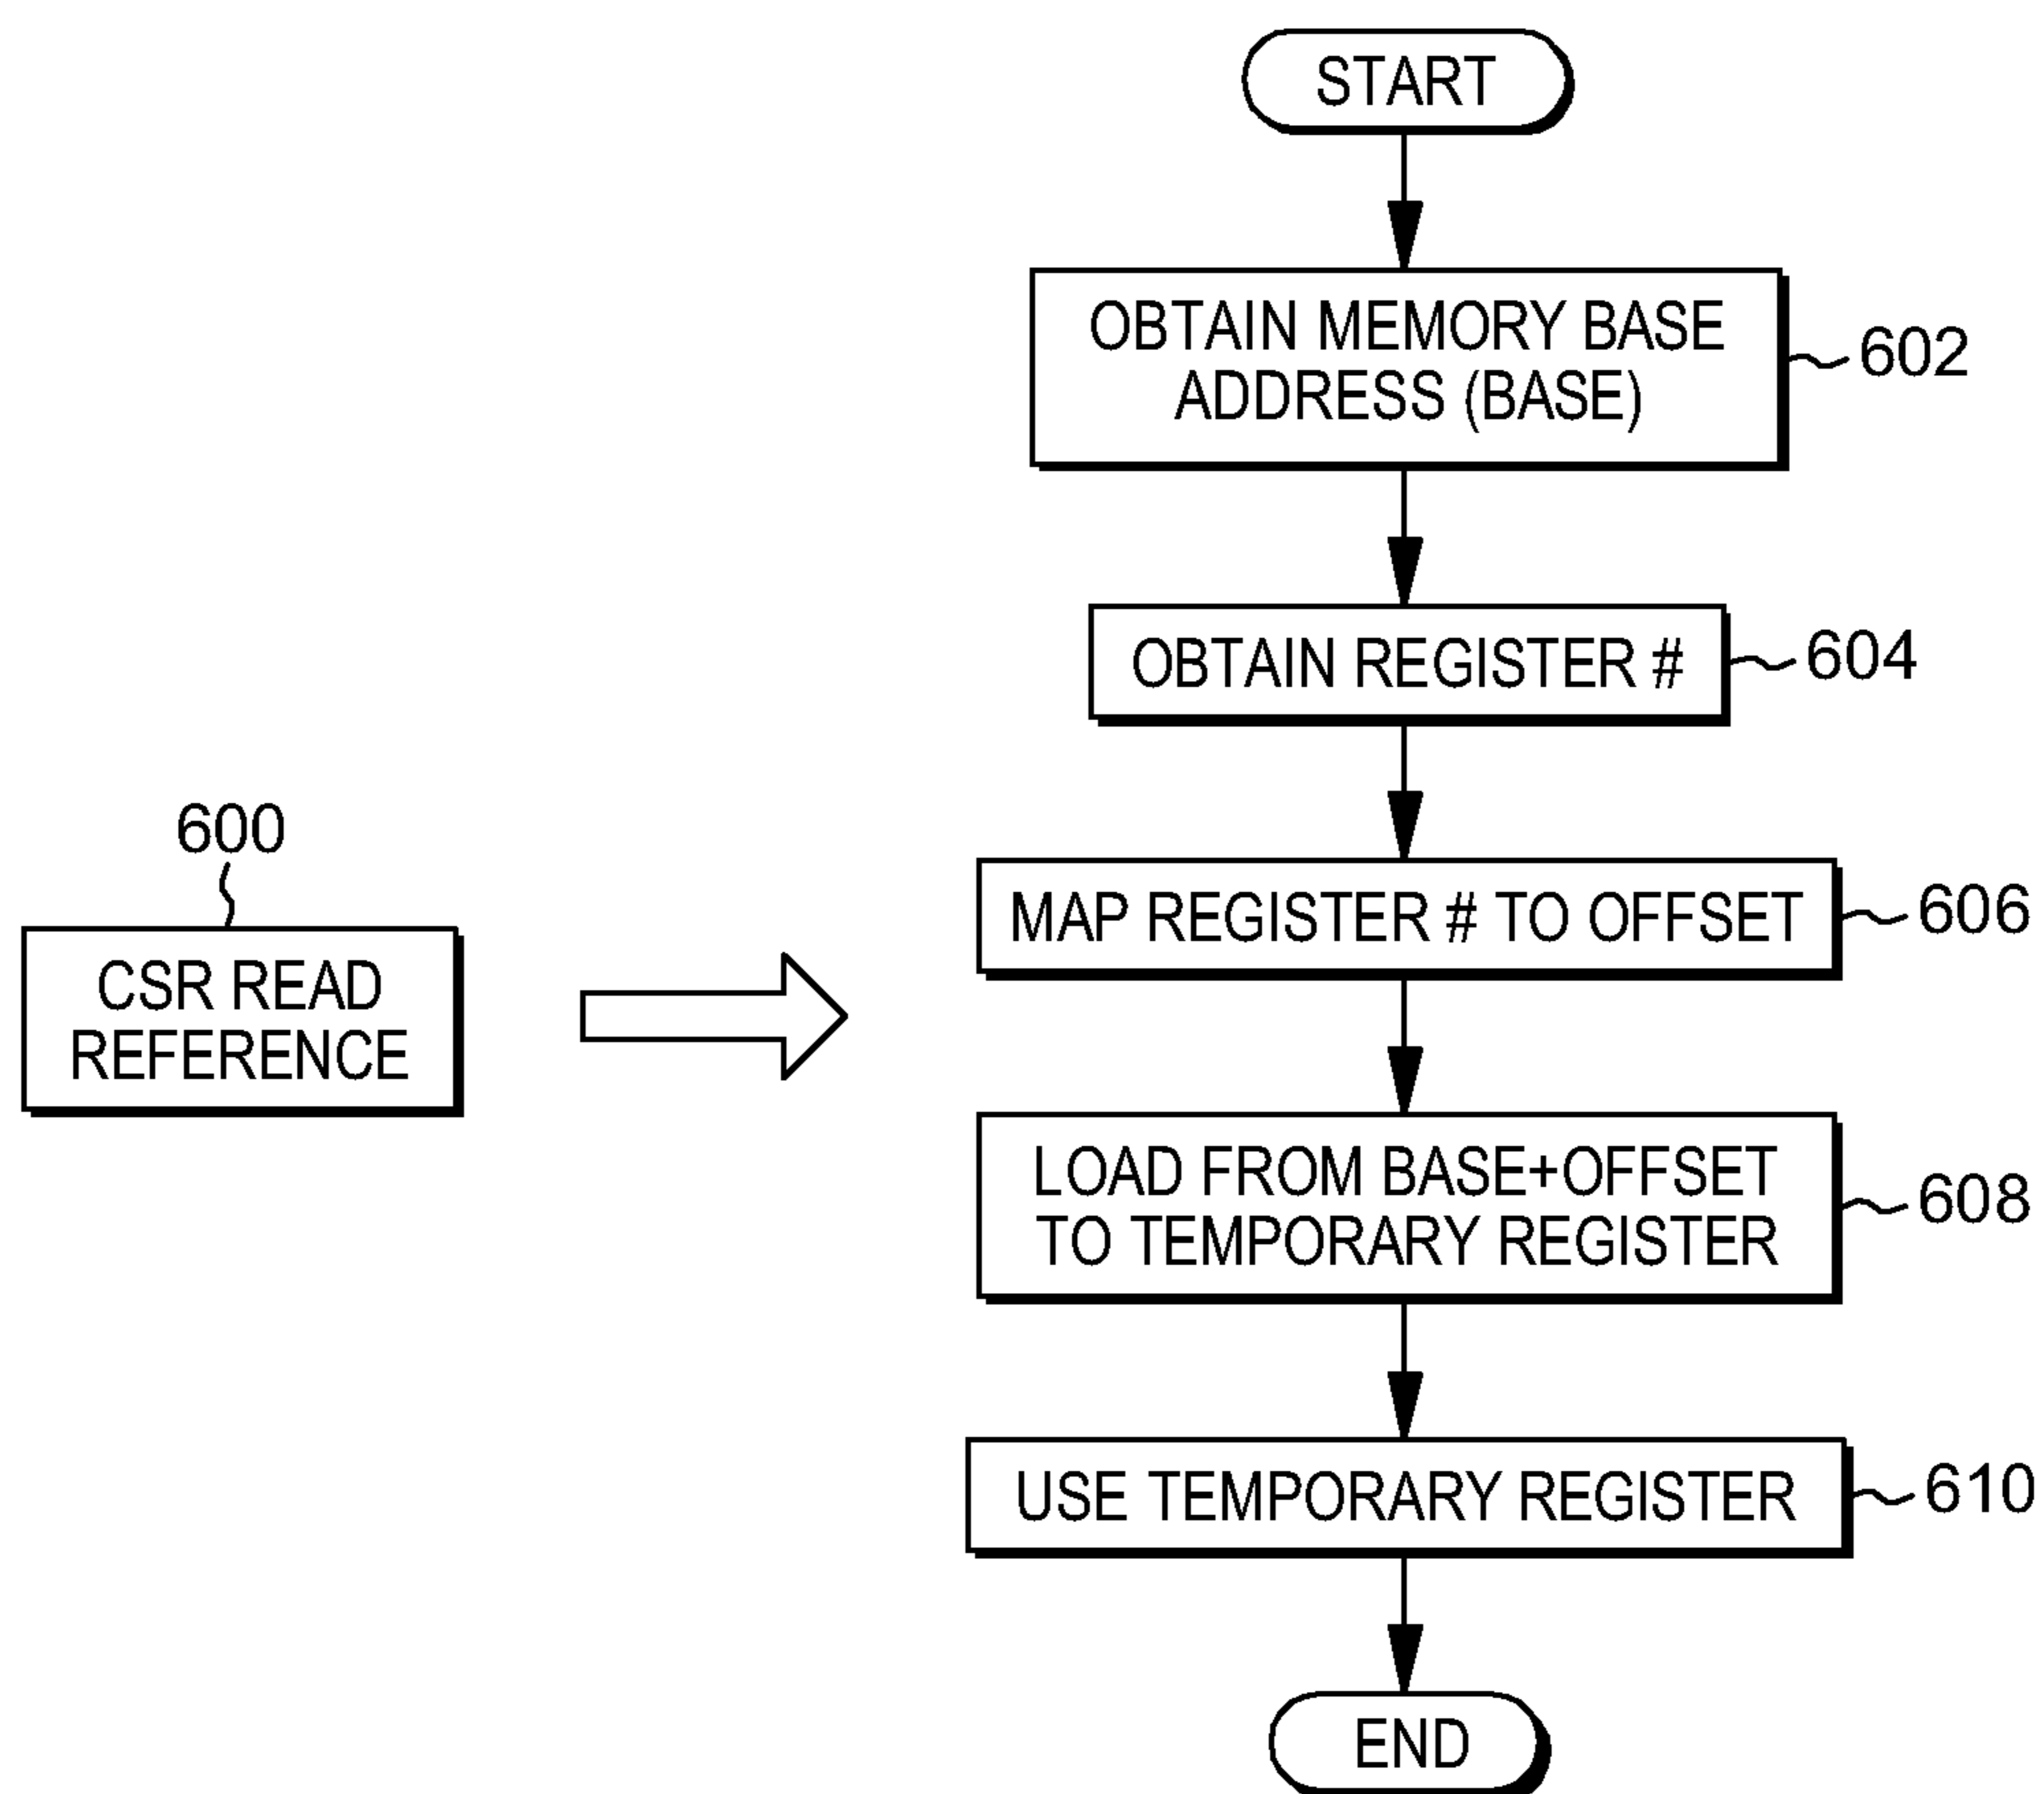 START
OBTAIN MEMORY BASE
ADDRESS (BASE)
602
OBTAIN REGISTER #
604
600
CSR READ
REFERENCE
MAP REGISTER # TO OFFSET
606
LOAD FROM BASE+OFFSET
TO TEMPORARY REGISTER
608
USE TEMPORARY REGISTER
610
END